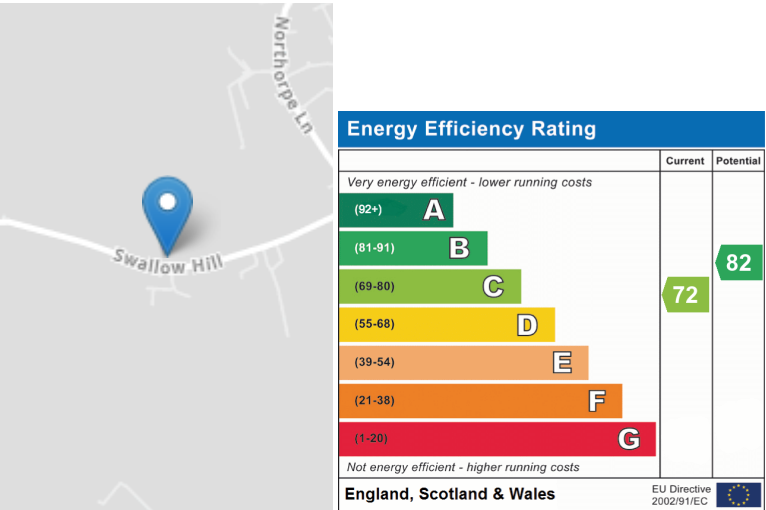 Northorpe Ln
Swallow Hill
Energy Efficiency Rating
Current Potential
Very energy efficient - lower running costs
(92+) A
(81-91) B
82
(69-80) C
72
(55-68) D
(39-54) E
(21-38) F
(1-20) G
Not energy efficient - higher running costs
England, Scotland & Wales
EU Directive
2002/91/EC